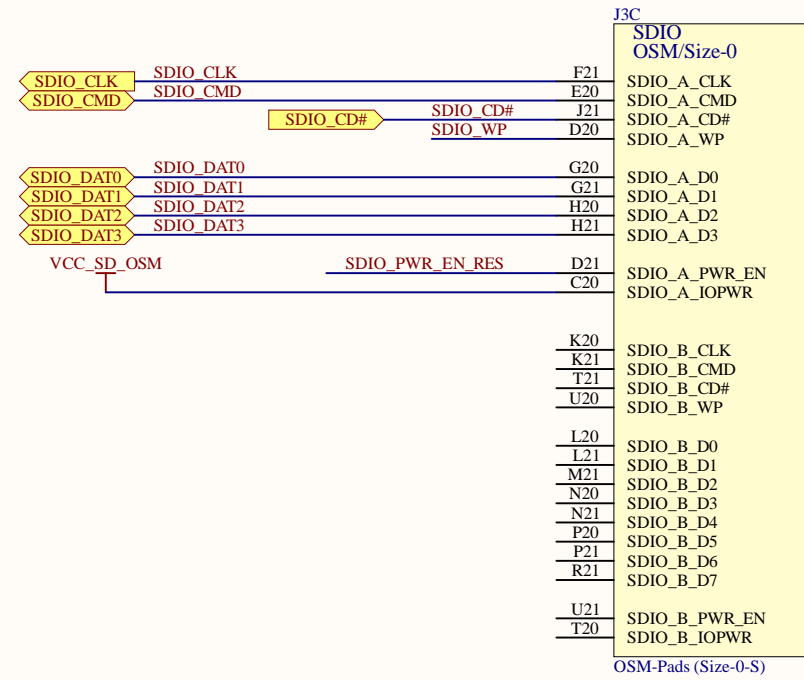 J3C
SDIO
OSM/Size-0
SDIO_CLK SDIO_CLK F21 SDIO_A_CLK
SDIO_CMD SDIO_CMD E20 SDIO_A_CMD
SDIO_CD# SDIO_CD# J21 SDIO_A_CD#
SDIO_WP D20 SDIO_A_WP
SDIO_DAT0 SDIO_DAT0 G20 SDIO_A_D0
SDIO_DAT1 SDIO_DAT1 G21 SDIO_A_D1
SDIO_DAT2 SDIO_DAT2 H20 SDIO_A_D2
SDIO_DAT3 SDIO_DAT3 H21 SDIO_A_D3
VCC_SD_OSM SDIO_PWR_EN_RES D21 SDIO_A_PWR_EN
C20 SDIO_A_IOPWR
K20 SDIO_B_CLK
K21 SDIO_B_CMD
T21 SDIO_B_CD#
U20 SDIO_B_WP
L20 SDIO_B_D0
L21 SDIO_B_D1
M21 SDIO_B_D2
N20 SDIO_B_D3
N21 SDIO_B_D4
P20 SDIO_B_D5
P21 SDIO_B_D6
R21 SDIO_B_D7
U21 SDIO_B_PWR_EN
T20 SDIO_B_IOPWR
OSM-Pads (Size-0-S)